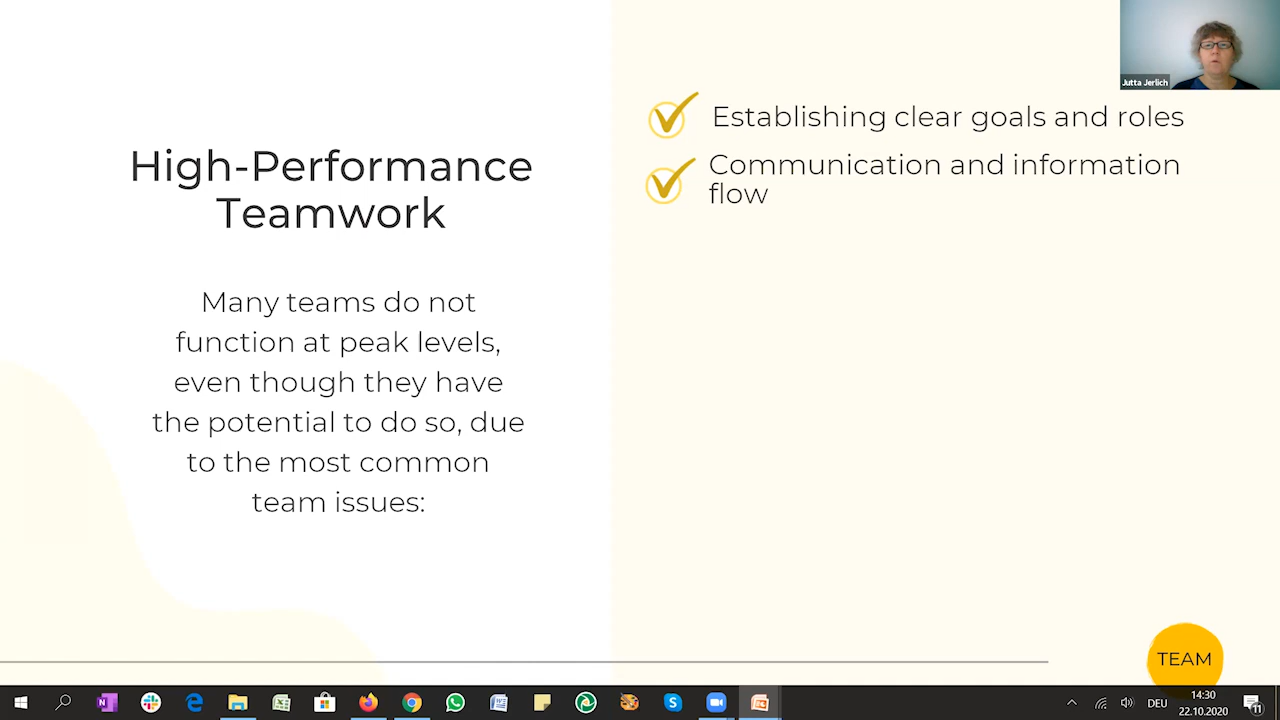 Jutta Jerlich
High-Performance
Teamwork
Many teams do not
function at peak levels,
even though they have
the potential to do so, due
to the most common
team issues:
Establishing clear goals and roles
Communication and information
flow
TEAM
DEU
14:30
22.10.2020
11